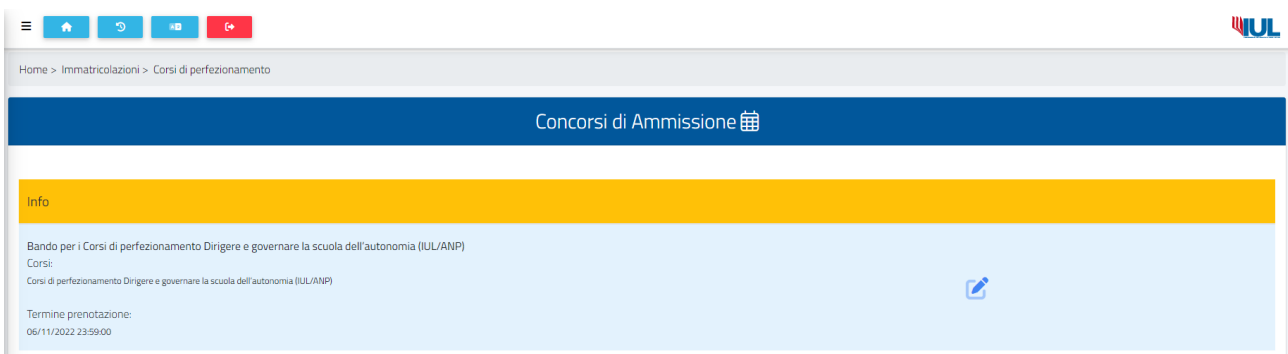 IUL
Home > Immatricolazioni > Corsi di perfezionamento
Concorsi di Ammissione
Info
Bando per i Corsi di perfezionamento Dirigere e governare la scuola dell'autonomia (IUL/ANP)
Corsi:
Corsi di perfezionamento Dirigere e governare la scuola dell'autonomia (IUL/ANP)
Termine prenotazione:
06/11/2022 23:59:00